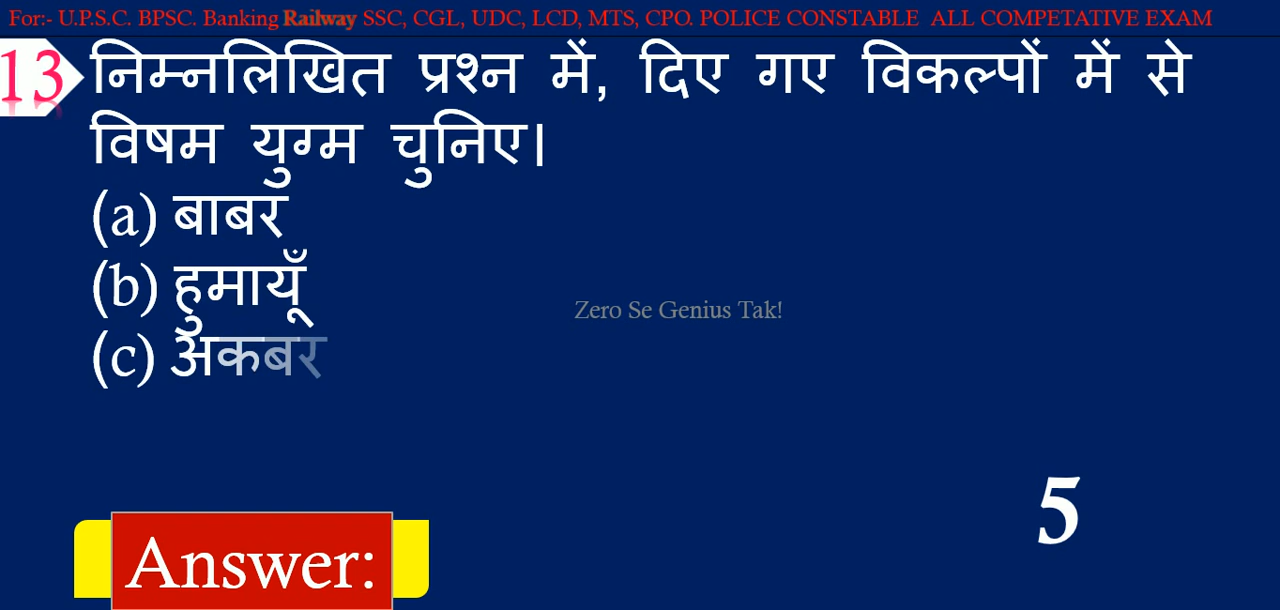 For:- U.P.S.C. BPSC. Banking Railway SSC, CGL, UDC, LCD, MTS, CPO. POLICE CONSTABLE ALL COMPETATIVE EXAM
13 निम्नलिखित प्रश्न में, दिए गए विकल्पों में से
विषम युग्म चुनिए।
(a) बाबर
(b) हुमायूँ
Zero Se Genius Tak!
(c) अकबर
5
Answer: